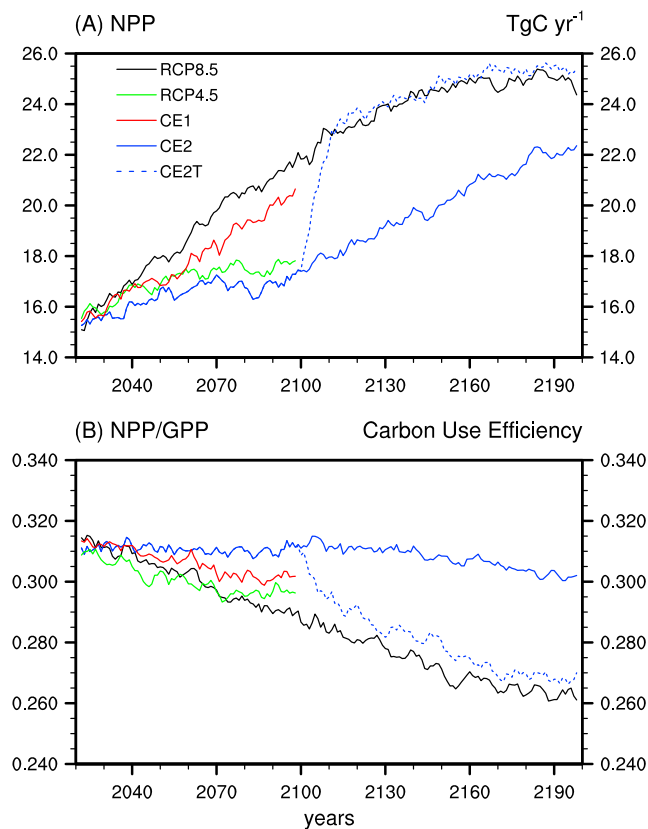 (A) NPP TgC yr-1
26.0 26.0
RCP8.5
24.0 RCP4.5 24.0
CE1
22.0 CE2 22.0
CE2T
20.0 20.0
18.0 18.0
16.0 16.0
14.0 14.0
2040 2070 2100 2130 2160 2190
(B) NPP/GPP Carbon Use Efficiency
0.340 0.340
0.320 0.320
0.300 0.300
0.280 0.280
0.260 0.260
0.240 0.240
2040 2070 2100 2130 2160 2190
years